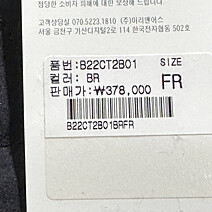 정당한 소비자 피해에 대한 보상을 해 드립니다.
고객상담실 070.5223.1810 (주)아리앤어스
서울 금천구 가산디지털2로 114 한국전자협동 502호
품번: B22CT2B01 SIZE
컬러: BR FR
판매가:₩378,000
B22CT2B01BRFR